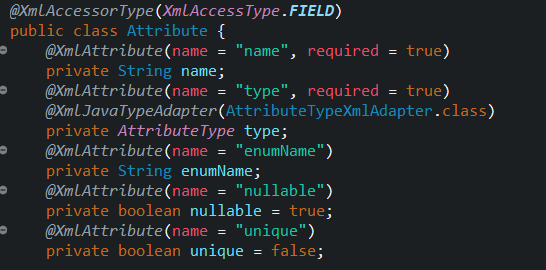 @XmlAccessorType(XmlAccessType.FIELD)
public class Attribute {
@XmlAttribute(name = "name", required = true)
private String name;
@XmlAttribute(name = "type", required = true)
@XmlJavaTypeAdapter(AttributeTypeXmlAdapter.class)
private AttributeType type;
@XmlAttribute(name = "enumName")
private String enumName;
@XmlAttribute(name = "nullable")
private boolean nullable = true;
@XmlAttribute(name = "unique")
private boolean unique = false;